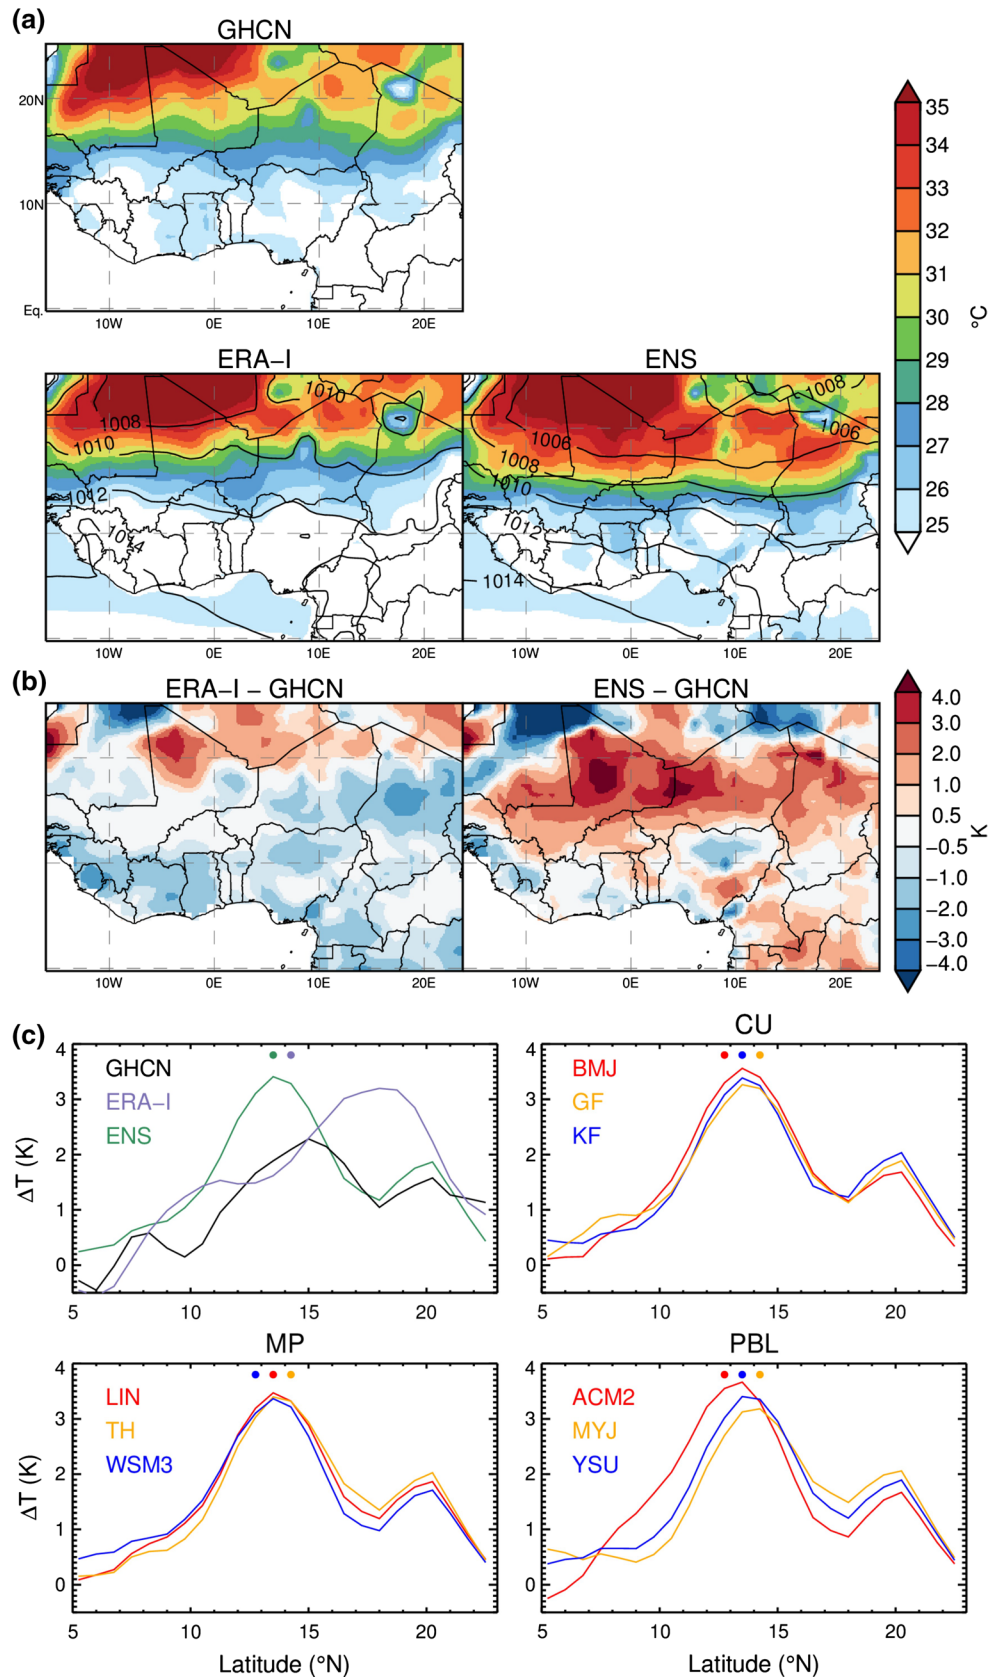 (a)
GHCN
20N
10N
Eq.
10W 0E 10E 20E
35
34
33
32
31
30
29
28
27
26
25
°C
ERA−I ENS
1010
1008
1010
1012
1014
1008
1006
1006
1008
1010
1012
1014
10W 0E 10E 20E 10W 0E 10E 20E
(b)
ERA−I − GHCN ENS − GHCN
4.0
3.0
2.0
1.0
0.5
−0.5
−1.0
−2.0
−3.0
−4.0
K
10W 0E 10E 20E 10W 0E 10E 20E
(c)
GHCN
ERA−I
ENS
4
3
2
1
0
ΔT (K)
5 10 15 20
CU
BMJ
GF
KF
4
3
2
1
0
5 10 15 20
MP
LIN
TH
WSM3
4
3
2
1
0
ΔT (K)
5 10 15 20
Latitude (°N)
PBL
ACM2
MYJ
YSU
4
3
2
1
0
5 10 15 20
Latitude (°N)